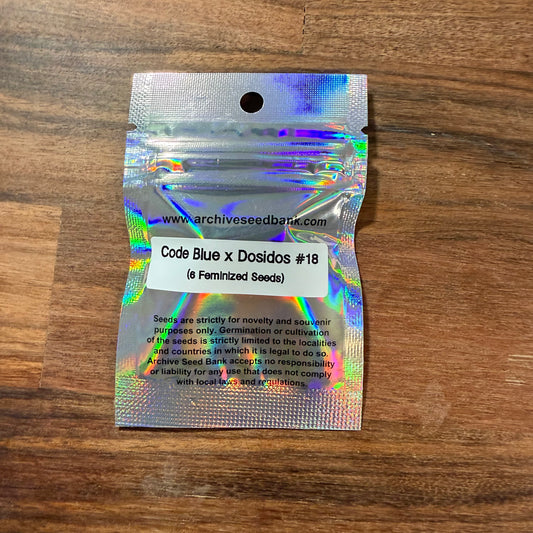 www.archiveseedbank.com
Code Blue x Dosidos #18
(6 Feminized Seeds)
Seeds are strictly for novelty and souvenir
purposes only. Germination or cultivation
of the seeds is strictly limited to the localities
and countries in which it is legal to do so.
Archive Seed Bank accepts no responsibility
or liability for any use that does not comply
with local laws and regulations.